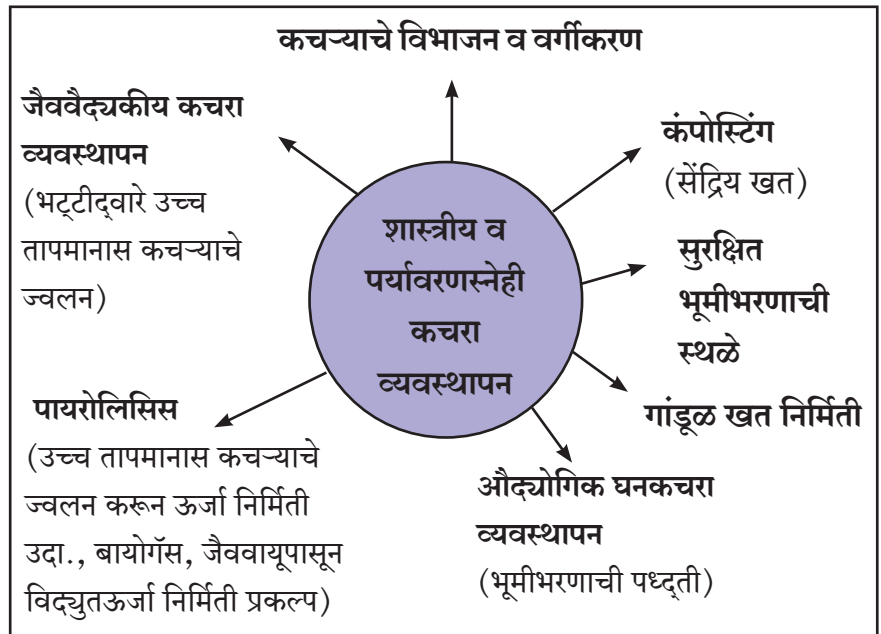 कचऱ्याचे विभाजन व वर्गीकरण
जैववैद्यकीय कचरा
व्यवस्थापन
(भट्टीद्‌वारे उच्च
तापमानास कचऱ्याचे
ज्वलन)
कंपोस्टिंग
(सेंद्रिय खत)
शास्त्रीय व
पर्यावरणस्नेही
कचरा
व्यवस्थापन
सुरक्षित
भूमीभरणाची
स्थळे
गांडूळ खत निर्मिती
पायरोलिसिस
(उच्च तापमानास कचऱ्याचे
ज्वलन करून ऊर्जा निर्मिती
उदा., बायोगॅस, जैववायूपासून
विद्युतऊर्जा निर्मिती प्रकल्प)
औद्योगिक घनकचरा
व्यवस्थापन
(भूमीभरणाची पध्द्ती)